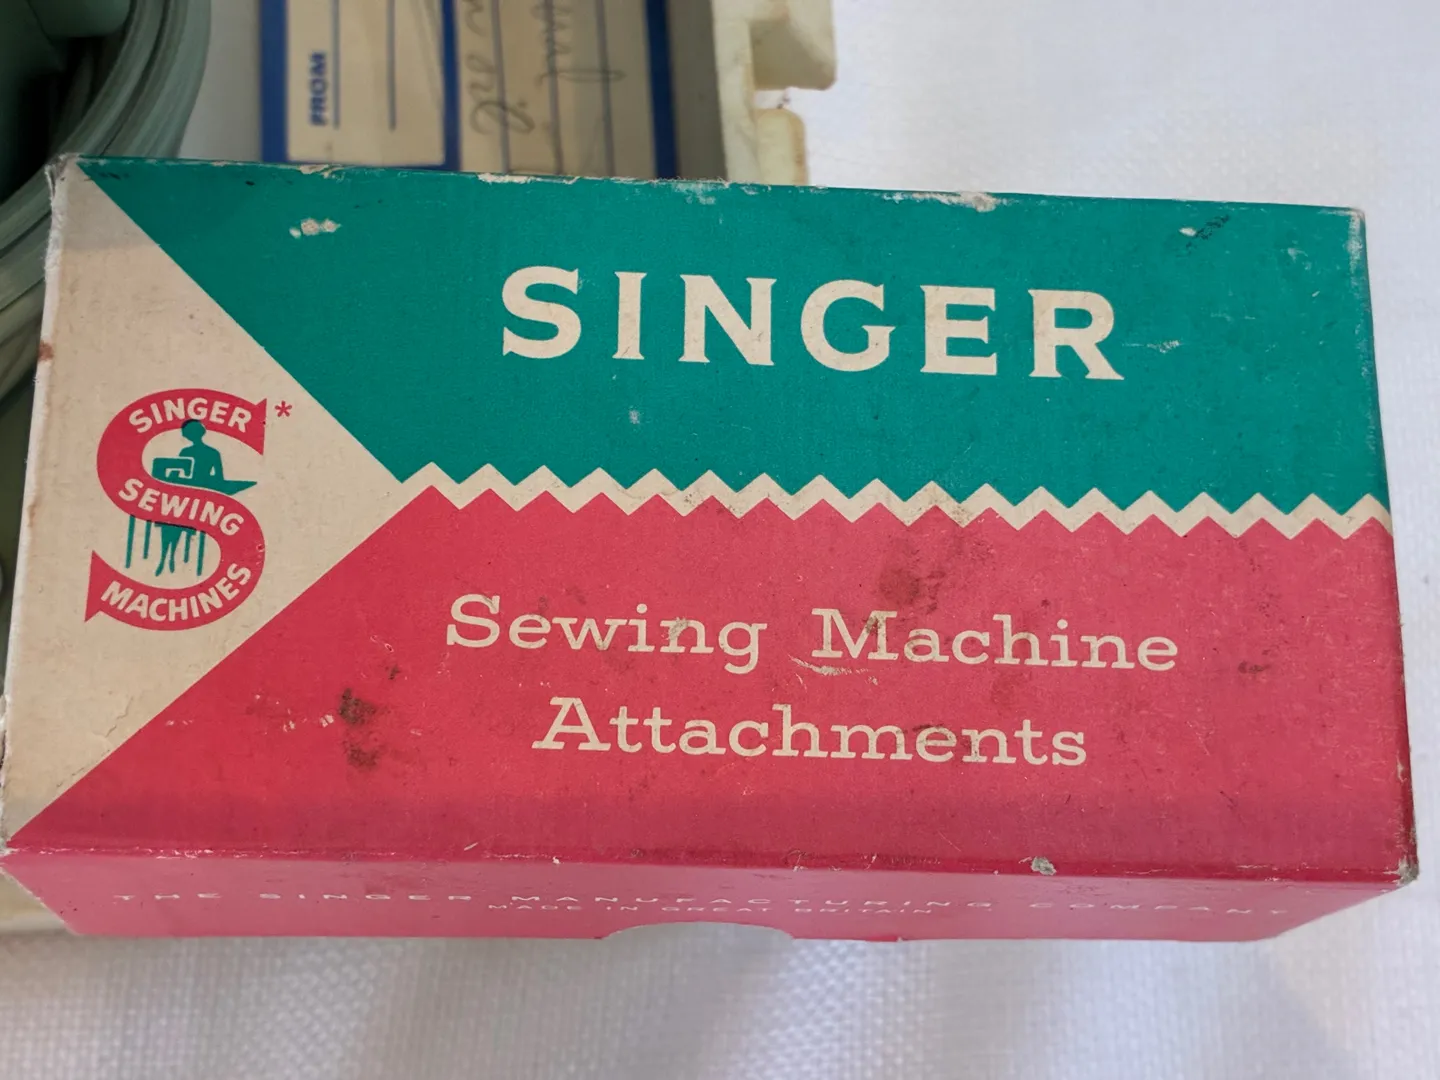 FROM
SINGER
SINGER*
SEWING
MACHINES
Sewing Machine
Attachments
THE SINGER MANUFACTURING COMPANY
MADE IN GREAT BRITAIN